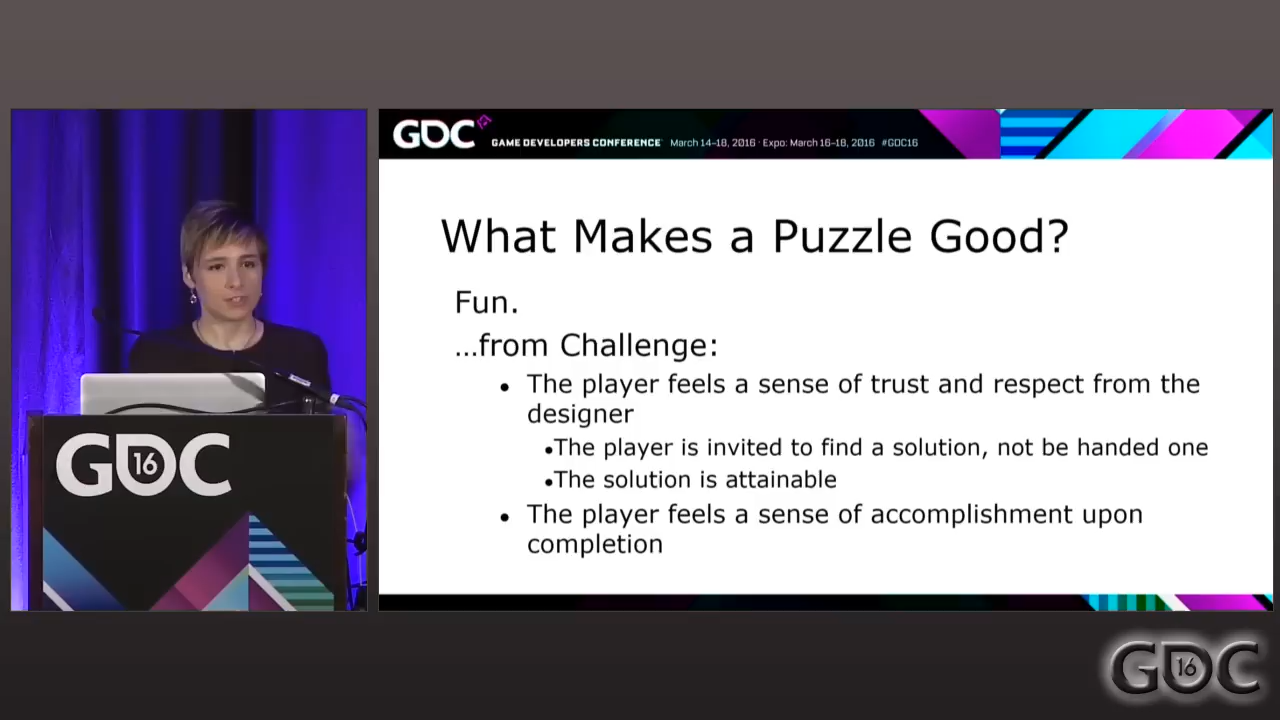 GDC
GAME DEVELOPERS CONFERENCE March 14–18, 2016 · Expo: March 16–18, 2016 #GDC16
What Makes a Puzzle Good?
Fun.
...from Challenge:
• The player feels a sense of trust and respect from the
designer
•The player is invited to find a solution, not be handed one
•The solution is attainable
• The player feels a sense of accomplishment upon
completion
GDC 16
GDC 16